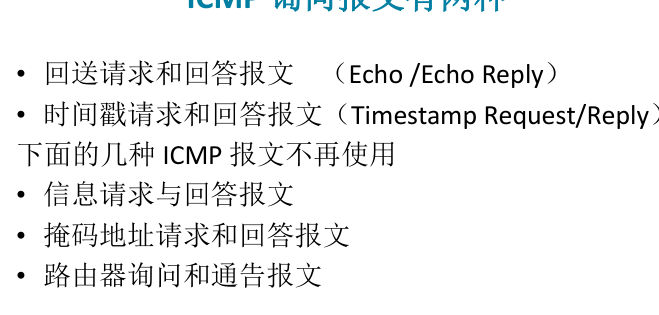 ICMP 询问报文有两种
• 回送请求和回答报文 （Echo /Echo Reply）
• 时间戳请求和回答报文（Timestamp Request/Reply）
下面的几种 ICMP 报文不再使用
• 信息请求与回答报文
• 掩码地址请求和回答报文
• 路由器询问和通告报文